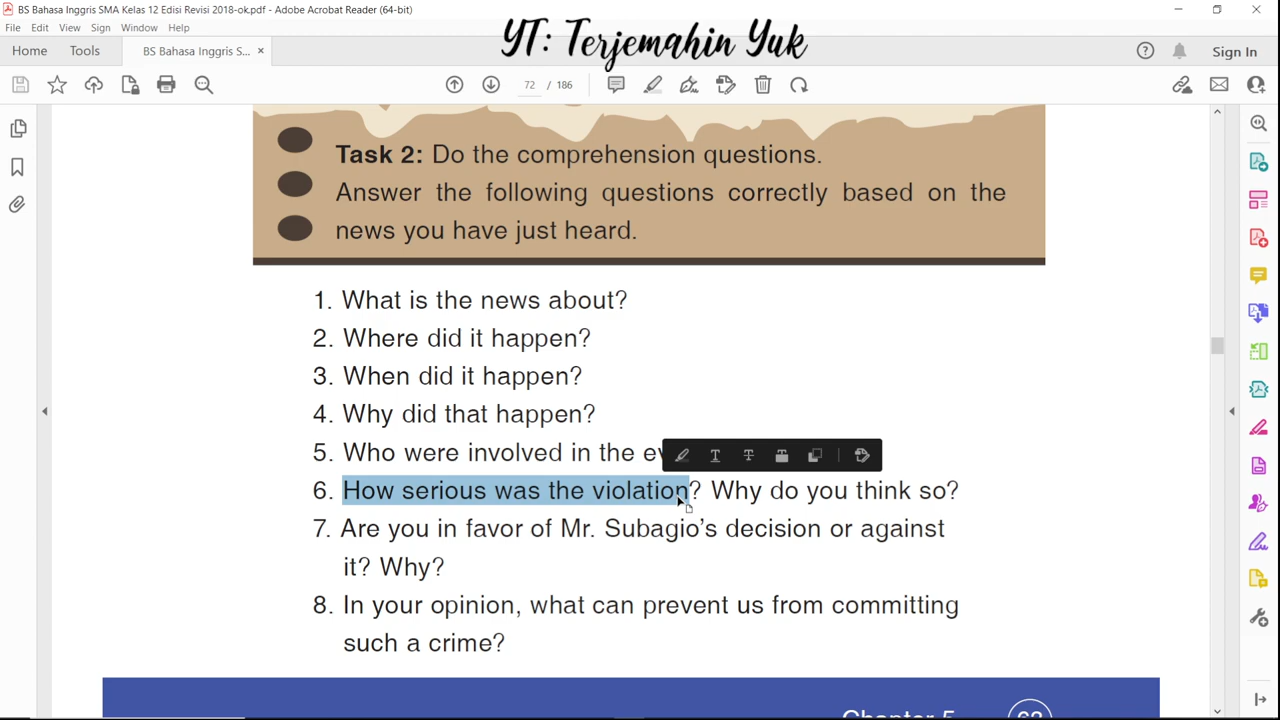 BS Bahasa Inggris SMA Kelas 12 Edisi Revisi 2018-ok.pdf - Adobe Acrobat Reader (64-bit)
File Edit View Sign Window Help
YT: Terjemahin Yuk
Home Tools BS Bahasa Inggris S... × Sign In
72 / 186
Task 2: Do the comprehension questions.
Answer the following questions correctly based on the
news you have just heard.
1. What is the news about?
2. Where did it happen?
3. When did it happen?
4. Why did that happen?
5. Who were involved in the
6. How serious was the violation? Why do you think so?
7. Are you in favor of Mr. Subagio's decision or against
it? Why?
8. In your opinion, what can prevent us from committing
such a crime?
Chapter 5